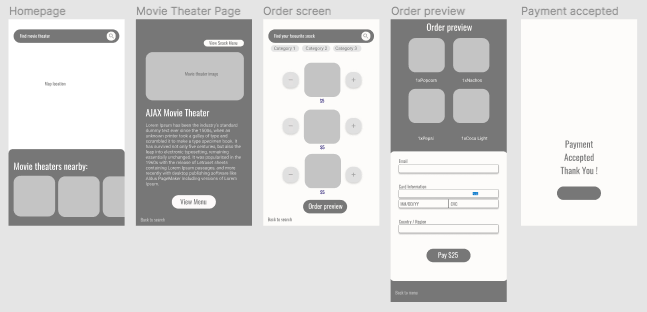 Homepage
Find movie theater
Map location
Movie theaters nearby:
Movie Theater Page
View Snack Menu
Movie theater image
AJAX Movie Theater
Lorem Ipsum has been the industry's standard
dummy text ever since the 1500s, when an
unknown printer took a galley of type and
scrambled it to make a type specimen book. It
has survived not only five centuries, but also the
leap into electronic typesetting, remaining
essentially unchanged. It was popularised in the
1960s with the release of Letraset sheets
containing Lorem Ipsum passages, and more
recently with desktop publishing software like
Aldus PageMaker including versions of Lorem
Ipsum.
View Menu
Back to search
Order screen
Find your favourite snack
Category 1 Category 2 Category 3
− +
$5
− +
$5
− +
$5
Order preview
Back to search
Order preview
Order preview
1xPopcorn 1xNachos
1xPepsi 1xCoca Light
Email
Card Information
MM/DD/YY CVC
Country / Region
Pay $25
Back to menu
Payment accepted
Payment
Accepted
Thank You !